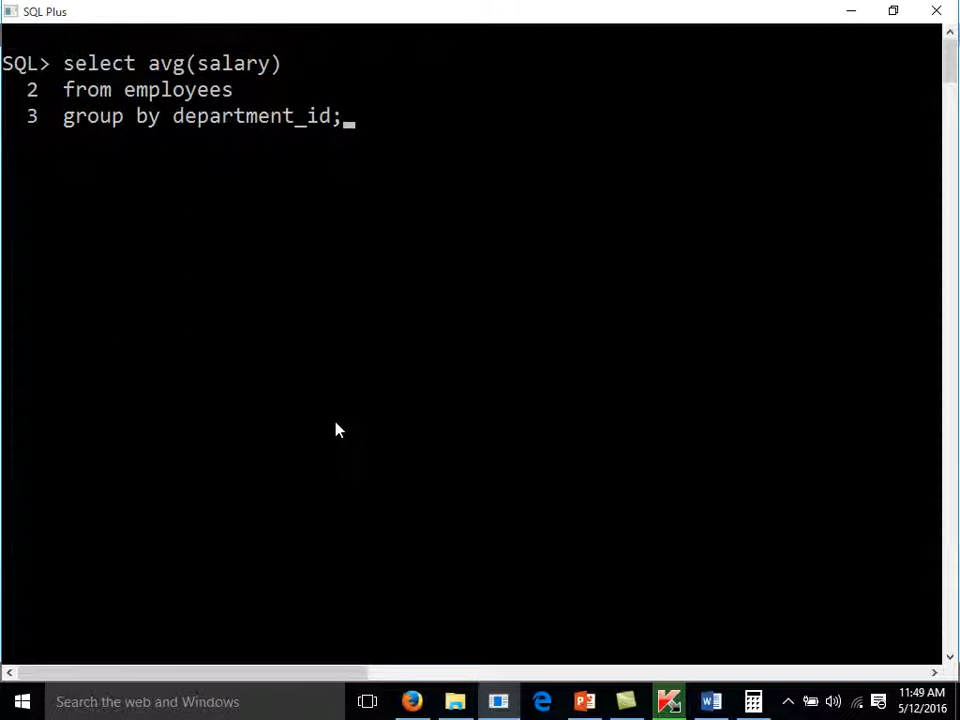 SQL Plus
SQL> select avg(salary)
2 from employees
3 group by department_id;
Search the web and Windows
11:49 AM
5/12/2016